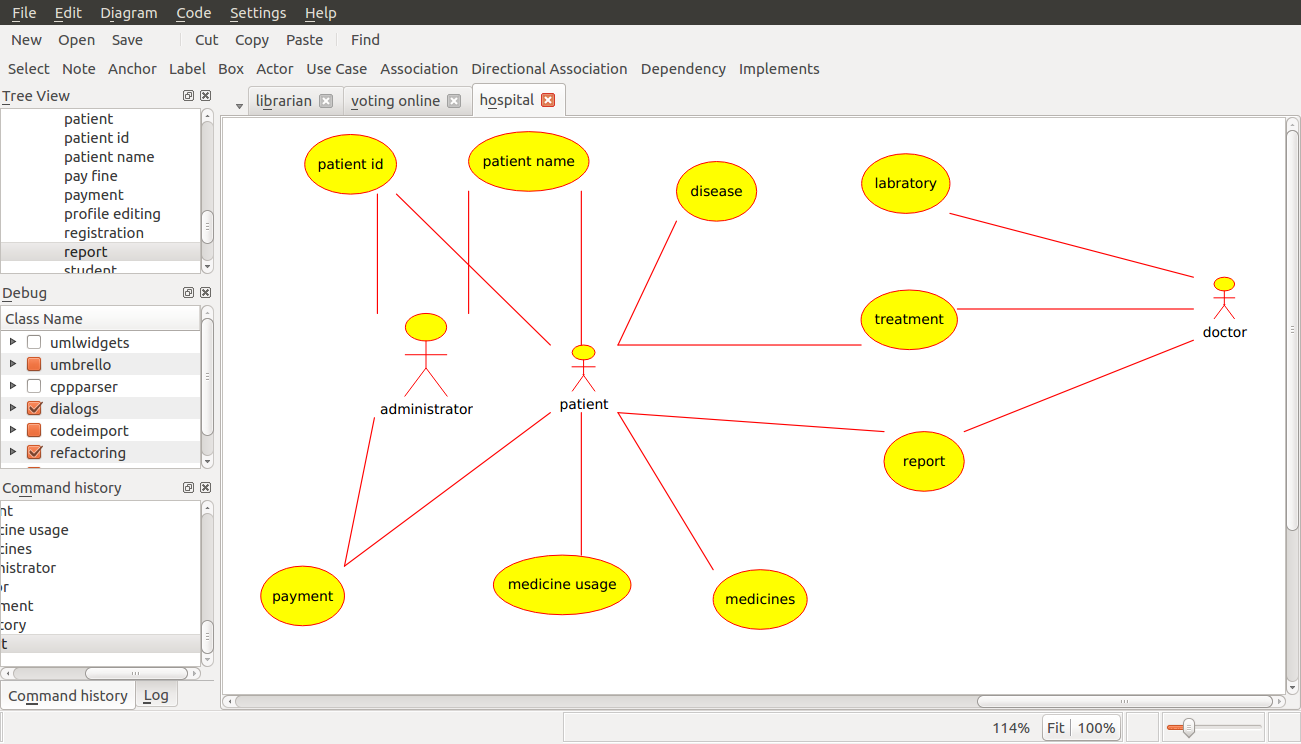 File Edit Diagram Code Settings Help
New Open Save Cut Copy Paste Find
Select Note Anchor Label Box Actor Use Case Association Directional Association Dependency Implements
Tree View
librarian voting online hospital
patient
patient id
patient name
pay fine
payment
profile editing
registration
report
student
Debug
Class Name
umlwidgets
umbrello
cppparser
dialogs
codeimport
refactoring
Command history
nt
cine usage
cines
nistrator
or
ment
tory
t
Command history Log
patient id
patient name
disease
labratory
treatment
doctor
administrator
patient
report
payment
medicine usage
medicines
114% Fit 100%